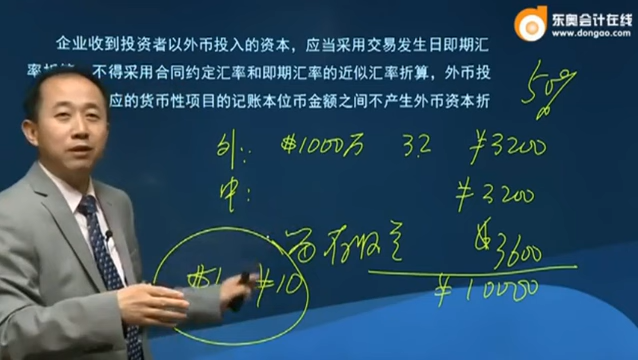 东奥会计在线
www.dongao.com
企业收到投资者以外币投入的资本，应当采用交易发生日即期汇
率折算，不得采用合同约定汇率和即期汇率的近似汇率折算，外币投
应的货币性项目的记账本位币金额之间不产生外币资本折
50%
外: $1000万 3.2 ¥3200
中: ¥3200
3600
$1 ¥10 ¥10000